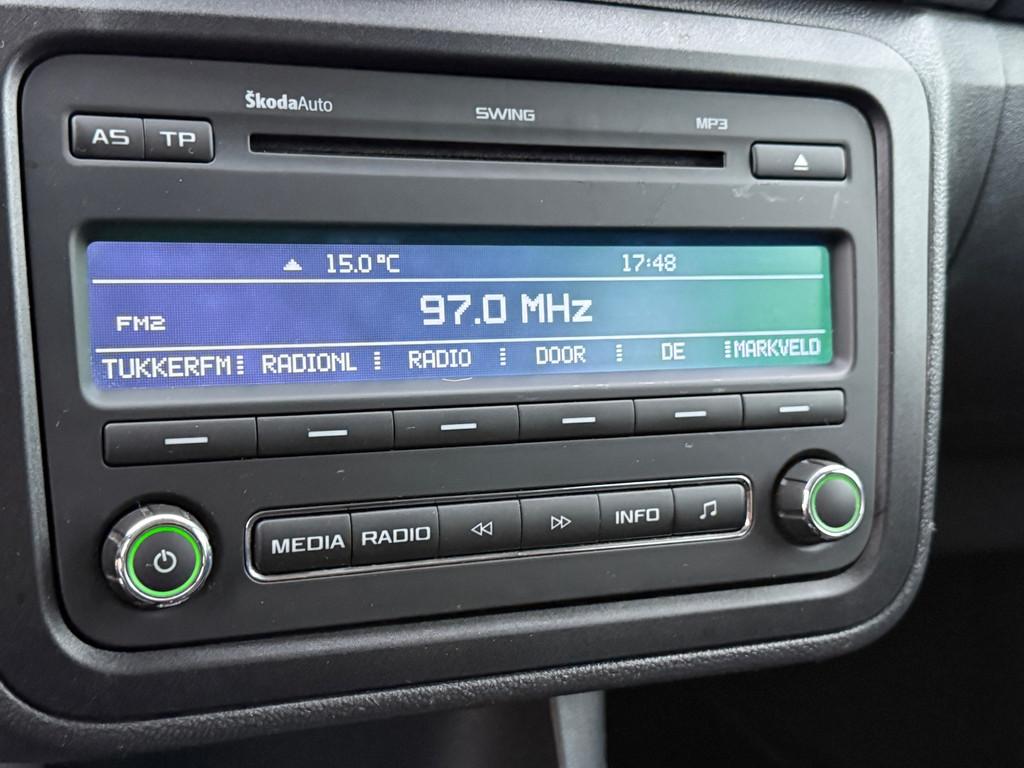 ŠkodaAuto
SWING
MP3
AS TP
15.0°C 17:48
97.0 MHz
FM2
TUKKERFM RADIONL RADIO DOOR DE MARKVELD
MEDIA RADIO INFO